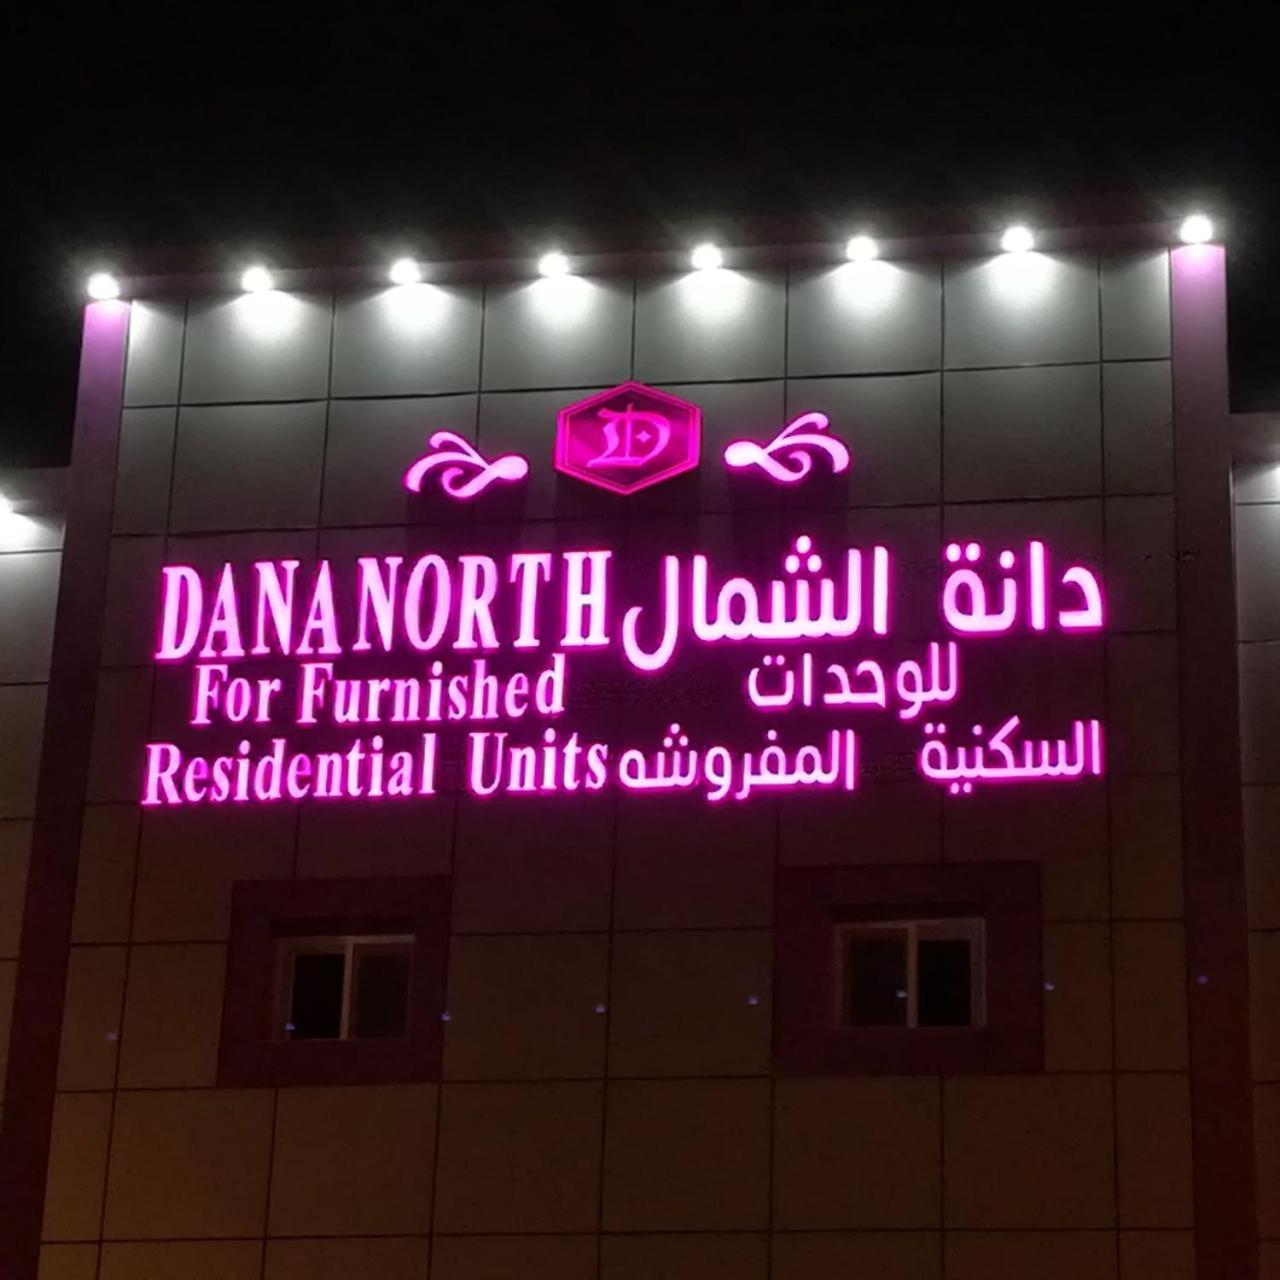 D
DANA NORTH
دانة الشمال
For Furnished
للوحدات
Residential Units
السكنية المفروشه